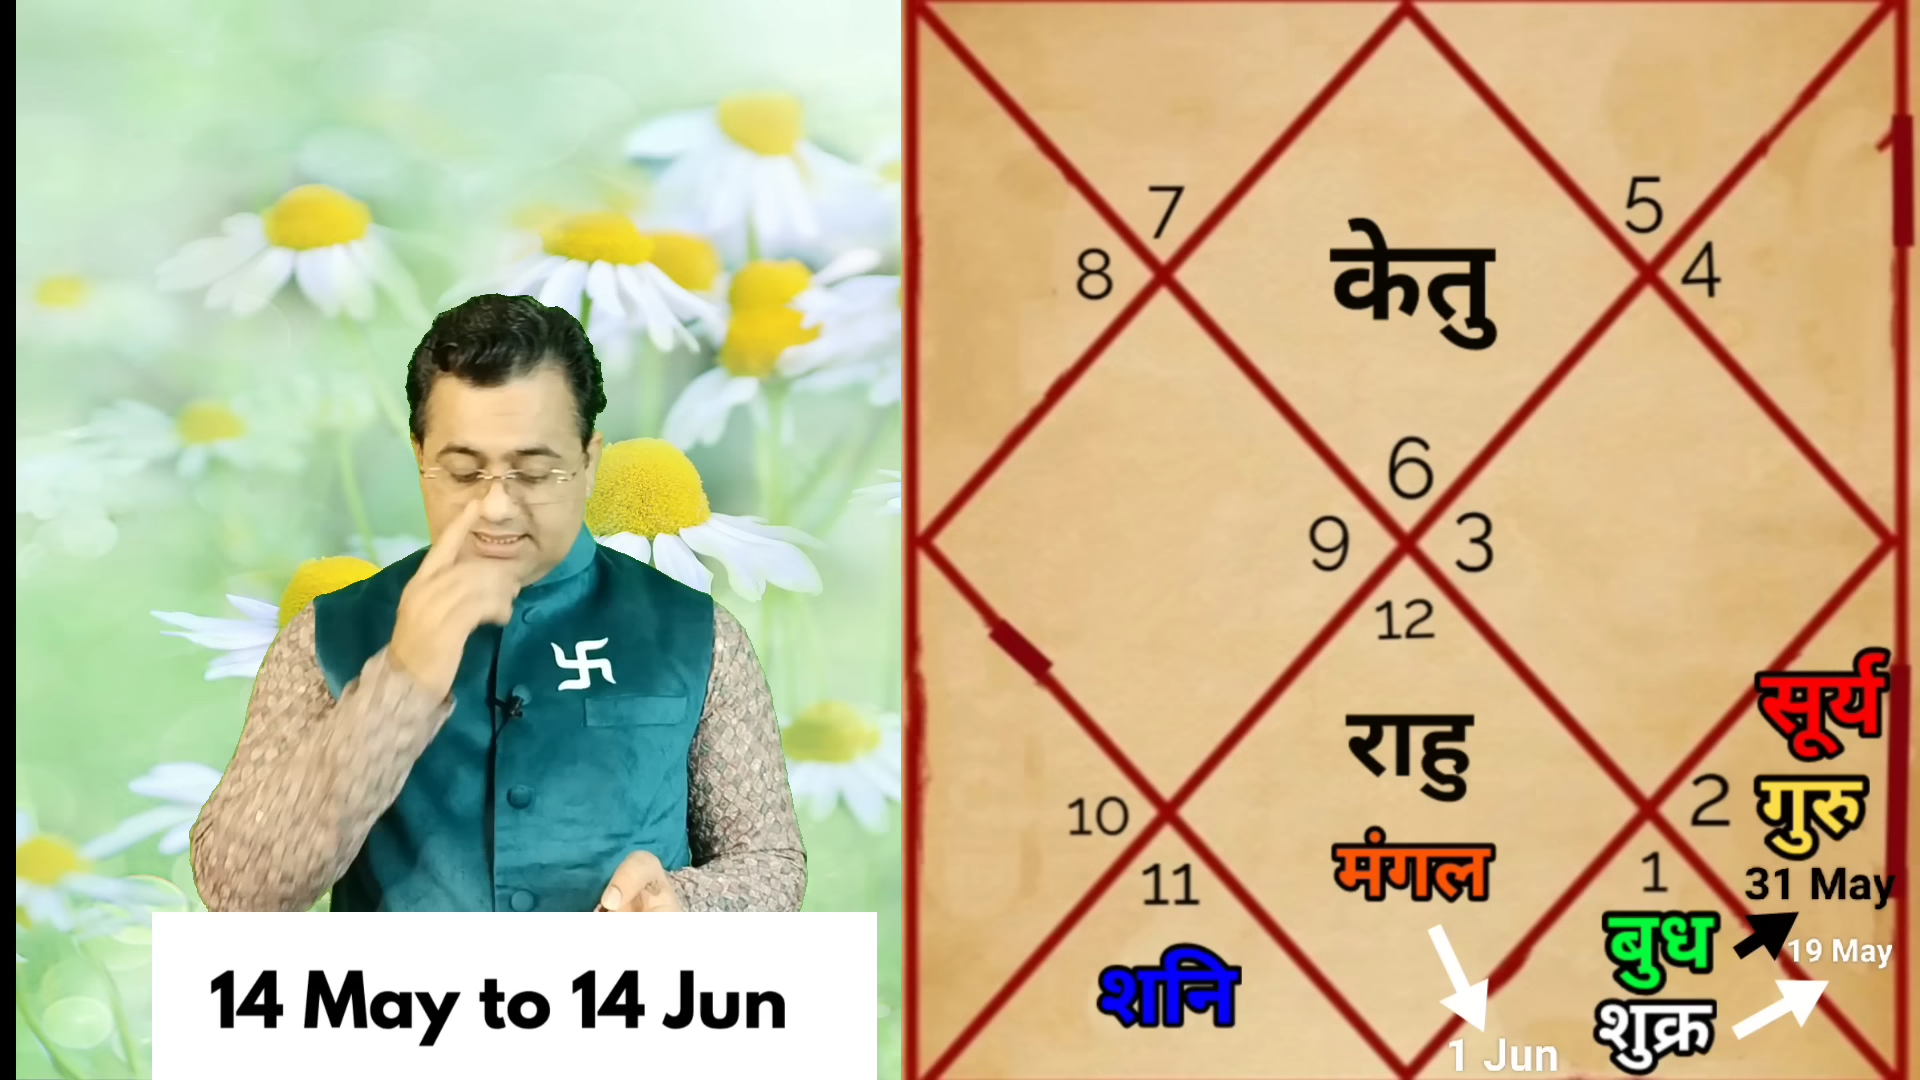 14 May to 14 Jun
7
5
8
केतु
4
6
9
3
12
सूर्य
राहु
10
2
गुरु
मंगल
11
1
31 May
बुध
19 May
शनि
शुक्र
1 Jun